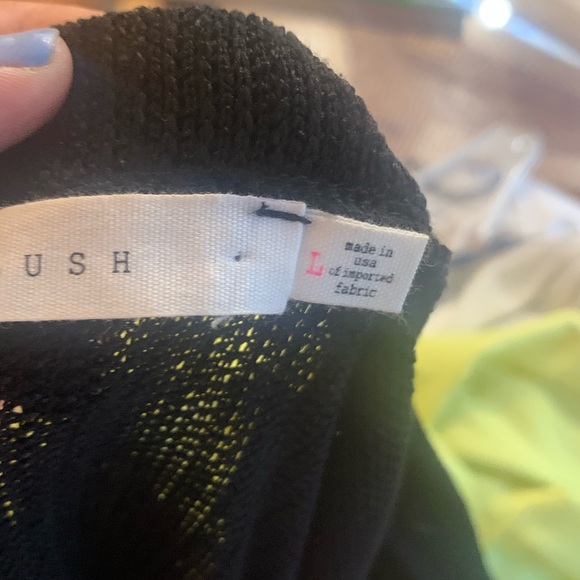 USH
L
made in
usa
of imported
fabric